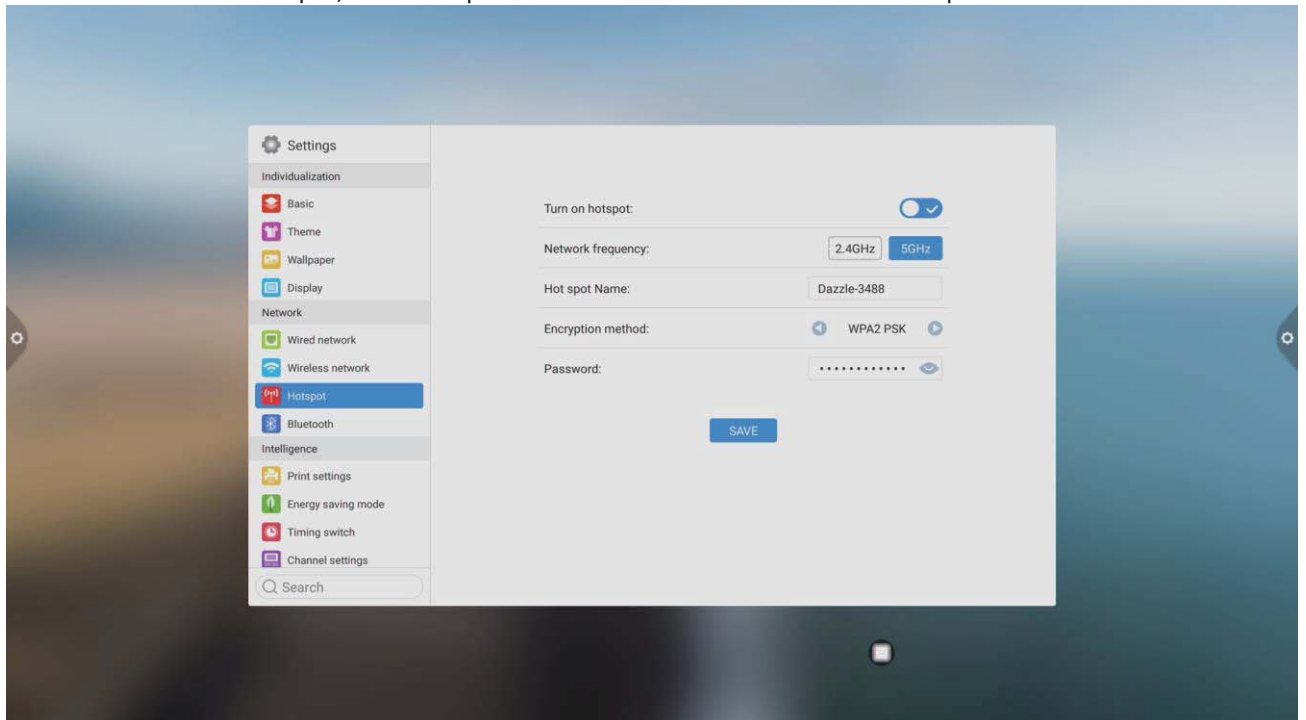 Settings
Individualization
Basic
Theme
Wallpaper
Display
Network
Wired network
Wireless network
Hotspot
Bluetooth
Intelligence
Print settings
Energy saving mode
Timing switch
Channel settings
Search
Turn on hotspot:
Network frequency: 2.4GHz 5GHz
Hot spot Name: Dazzle-3488
Encryption method: WPA2 PSK
Password: ············
SAVE